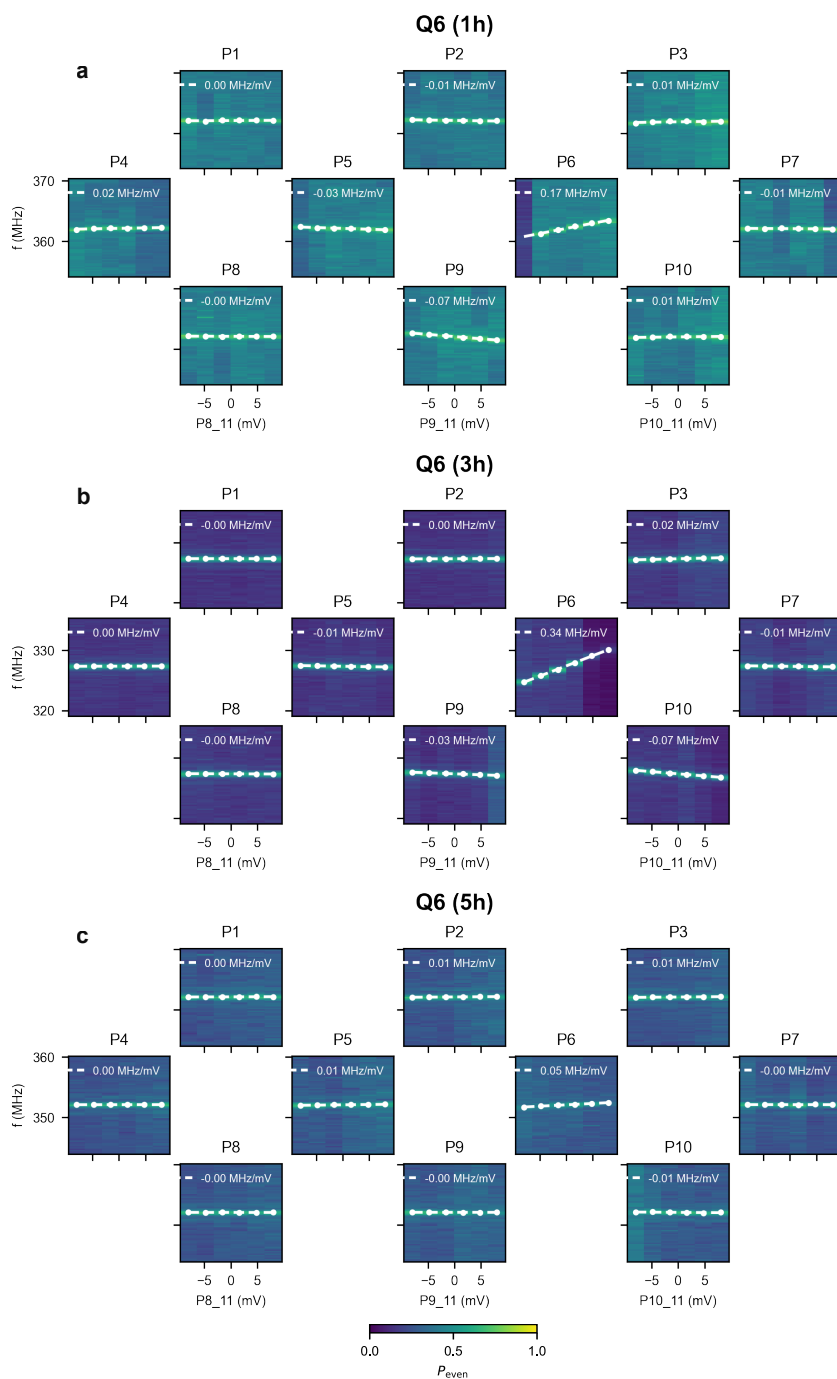 Q6 (1h)
a
P1
P2
P3
0.00 MHz/mV
-0.01 MHz/mV
0.01 MHz/mV
P4
P5
P6
P7
370
360
f (MHz)
0.02 MHz/mV
-0.03 MHz/mV
0.17 MHz/mV
-0.01 MHz/mV
P8
P9
P10
-0.00 MHz/mV
-0.07 MHz/mV
0.01 MHz/mV
−5 0 5
−5 0 5
−5 0 5
P8_11 (mV)
P9_11 (mV)
P10_11 (mV)
Q6 (3h)
b
P1
P2
P3
-0.00 MHz/mV
0.00 MHz/mV
0.02 MHz/mV
P4
P5
P6
P7
330
320
f (MHz)
0.00 MHz/mV
-0.01 MHz/mV
0.34 MHz/mV
-0.01 MHz/mV
P8
P9
P10
-0.00 MHz/mV
-0.03 MHz/mV
-0.07 MHz/mV
−5 0 5
−5 0 5
−5 0 5
P8_11 (mV)
P9_11 (mV)
P10_11 (mV)
Q6 (5h)
c
P1
P2
P3
0.00 MHz/mV
0.01 MHz/mV
0.01 MHz/mV
P4
P5
P6
P7
360
350
f (MHz)
0.00 MHz/mV
0.01 MHz/mV
0.05 MHz/mV
-0.00 MHz/mV
P8
P9
P10
-0.00 MHz/mV
-0.00 MHz/mV
-0.01 MHz/mV
−5 0 5
−5 0 5
−5 0 5
P8_11 (mV)
P9_11 (mV)
P10_11 (mV)
0.0 0.5 1.0
P_even